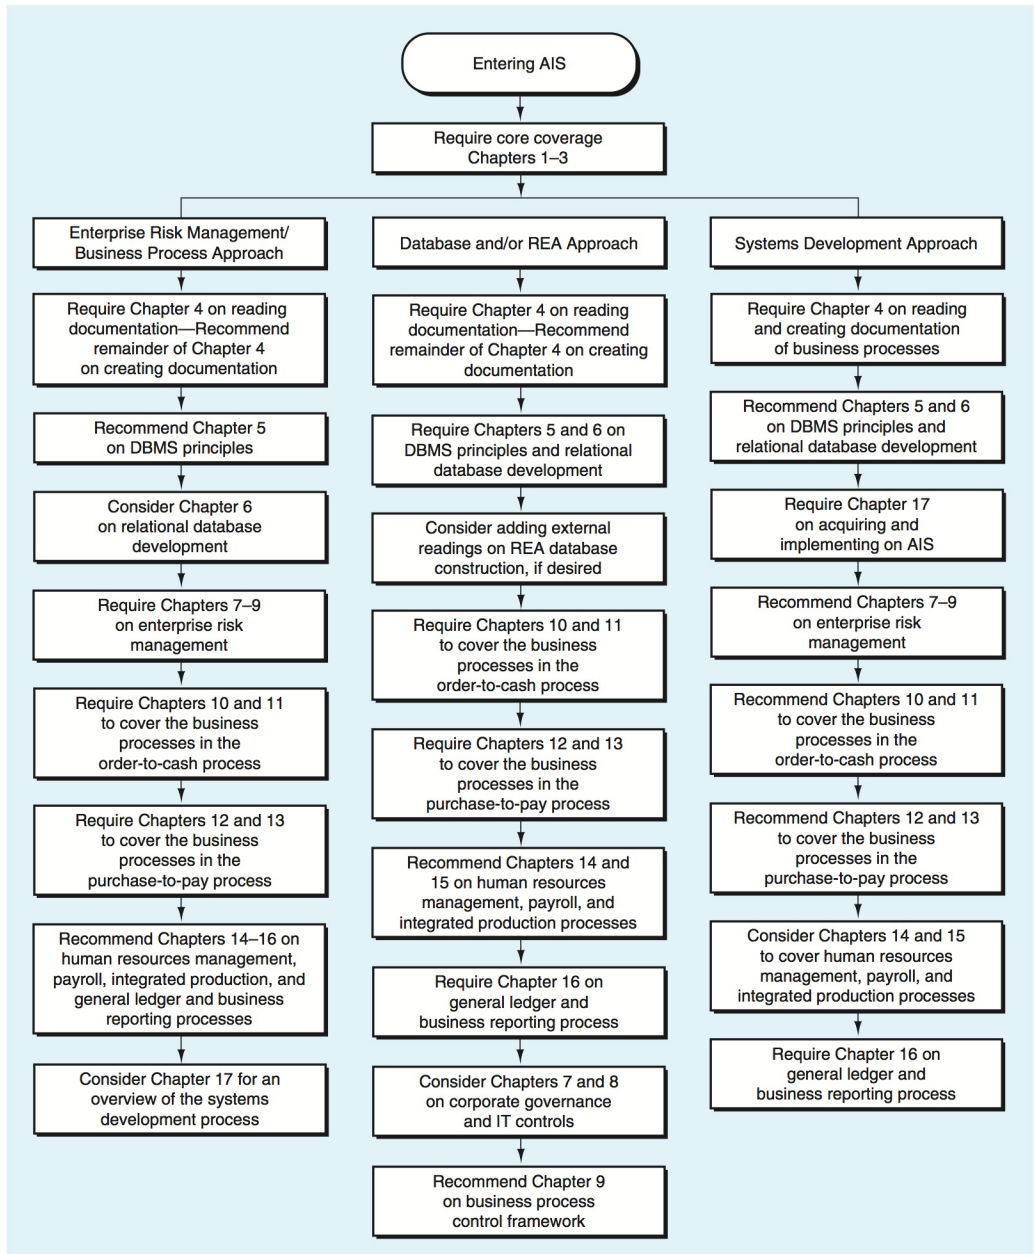 Entering AIS
Require core coverage
Chapters 1–3
Enterprise Risk Management/
Business Process Approach
Require Chapter 4 on reading
documentation—Recommend
remainder of Chapter 4
on creating documentation
Recommend Chapter 5
on DBMS principles
Consider Chapter 6
on relational database
development
Require Chapters 7–9
on enterprise risk
management
Require Chapters 10 and 11
to cover the business
processes in the
order-to-cash process
Require Chapters 12 and 13
to cover the business
processes in the
purchase-to-pay process
Recommend Chapters 14–16 on
human resources management,
payroll, integrated production, and
general ledger and business
reporting processes
Consider Chapter 17 for an
overview of the systems
development process
Database and/or REA Approach
Require Chapter 4 on reading
documentation—Recommend
remainder of Chapter 4 on creating
documentation
Require Chapters 5 and 6 on
DBMS principles and relational
database development
Consider adding external
readings on REA database
construction, if desired
Require Chapters 10 and 11
to cover the business
processes in the
order-to-cash process
Require Chapters 12 and 13
to cover the business
processes in the
purchase-to-pay process
Recommend Chapters 14 and
15 on human resources
management, payroll, and
integrated production processes
Require Chapter 16 on
general ledger and
business reporting process
Consider Chapters 7 and 8
on corporate governance
and IT controls
Recommend Chapter 9
on business process
control framework
Systems Development Approach
Require Chapter 4 on reading
and creating documentation
of business processes
Recommend Chapters 5 and 6
on DBMS principles and
relational database development
Require Chapter 17
on acquiring and
implementing on AIS
Recommend Chapters 7–9
on enterprise risk
management
Recommend Chapters 10 and 11
to cover the business
processes in the
order-to-cash process
Recommend Chapters 12 and 13
to cover the business
processes in the
purchase-to-pay process
Consider Chapters 14 and 15
to cover human resources
management, payroll, and
integrated production processes
Require Chapter 16 on
general ledger and
business reporting process